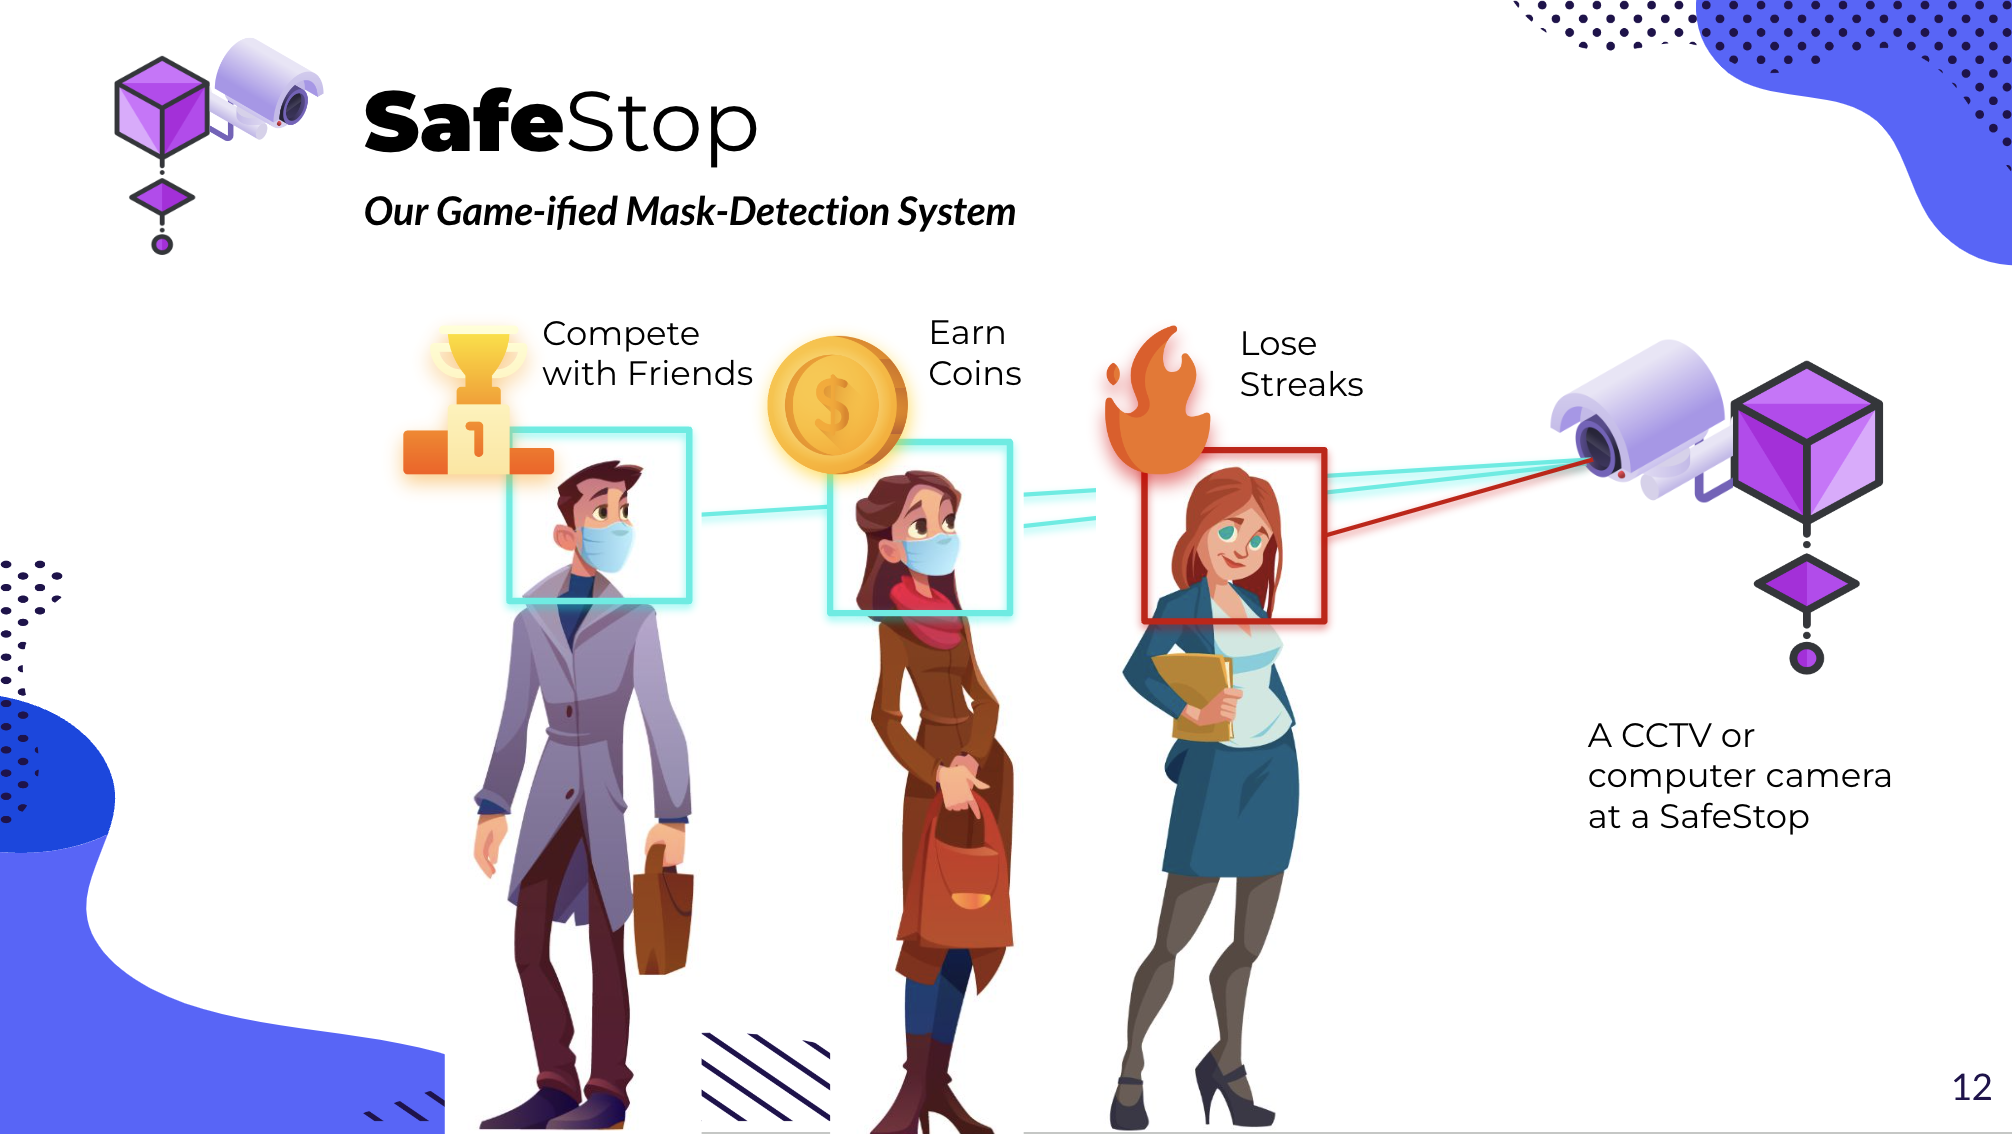 SafeStop
Our Game-ified Mask-Detection System
Compete
with Friends
Earn
Coins
Lose
Streaks
$
1
A CCTV or
computer camera
at a SafeStop
12